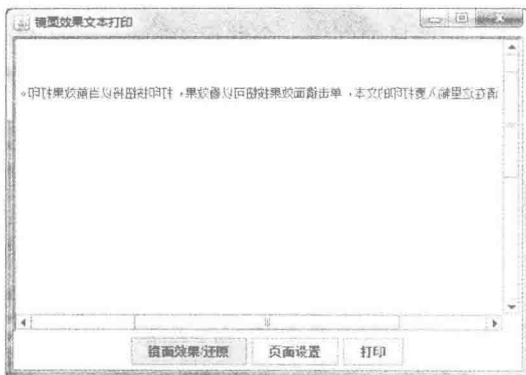 镜面效果文本打印
请在这里输入要打印的文本，单击镜面效果按钮可以看效果，打印按钮将以当前效果打印。
镜面效果/还原 页面设置 打印